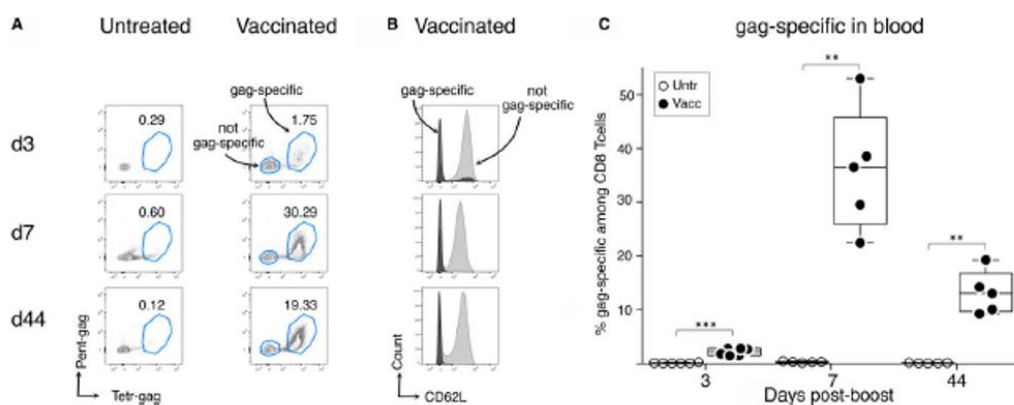 A
Untreated
Vaccinated
B
Vaccinated
C
gag-specific in blood
gag-specific
not
gag-specific
d3
0.29
1.75
d7
0.60
30.29
d44
0.12
19.33
Pent-gag
Tetr-gag
gag-specific
not
gag-specific
Count
CD62L
Untr
Vacc
% gag-specific among CD8 Tcells
50
40
30
20
10
0
***
**
**
3
7
44
Days post-boost